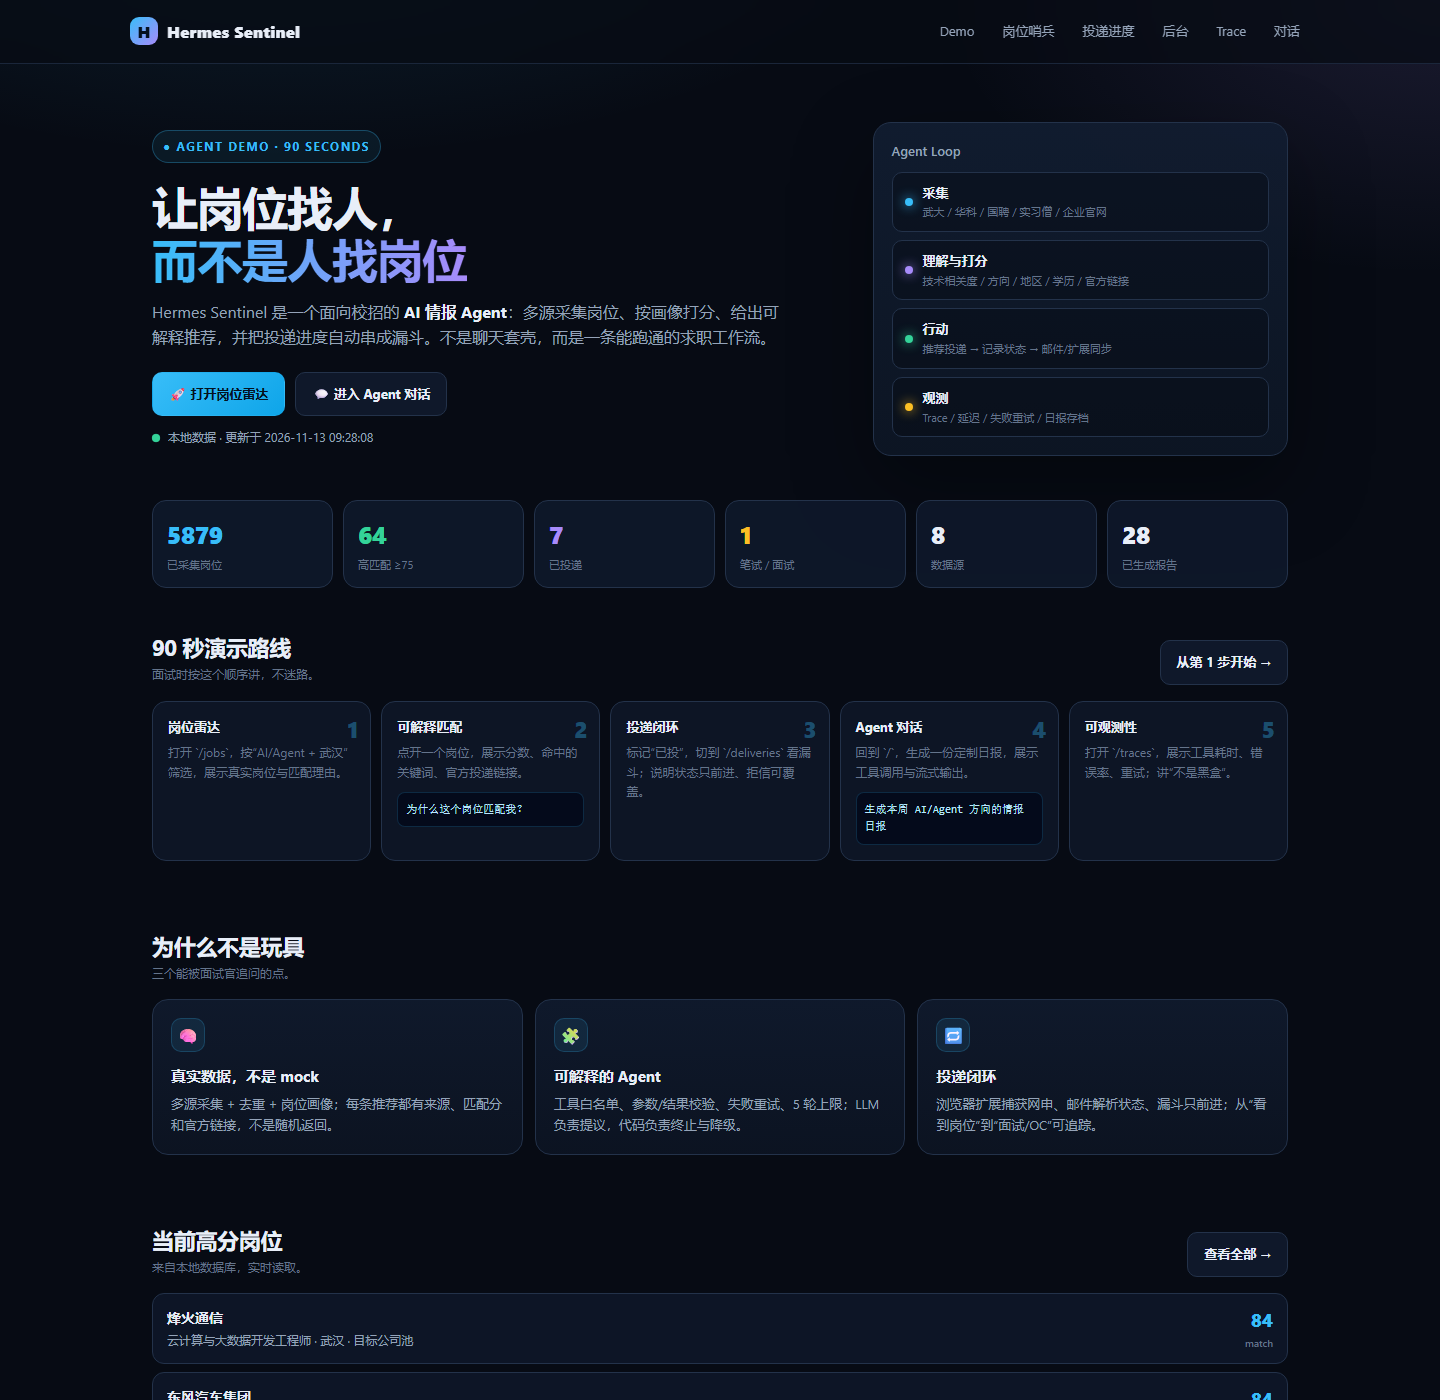 H Hermes Sentinel
Demo 岗位哨兵 投递进度 后台 Trace 对话
AGENT DEMO · 90 SECONDS
让岗位找人，
而不是人找岗位
Hermes Sentinel 是一个面向校招的 AI 情报 Agent：多源采集岗位、按画像打分、给出可
解释推荐，并把投递进度自动串成漏斗。不是聊天套壳，而是一条能跑通的求职工作流。
🚀 打开岗位雷达
💬 进入 Agent 对话
本地数据 · 更新于 2026-11-13 09:28:08
Agent Loop
采集
武大 / 华科 / 国聘 / 实习僧 / 企业官网
理解与打分
技术相关度 / 方向 / 地区 / 学历 / 官方链接
行动
推荐投递 → 记录状态 → 邮件/扩展同步
观测
Trace / 延迟 / 失败重试 / 日报存档
5879
已采集岗位
64
高匹配 ≥75
7
已投递
1
笔试 / 面试
8
数据源
28
已生成报告
90 秒演示路线
面试时按这个顺序讲，不迷路。
从第 1 步开始 →
岗位雷达
1
打开 `/jobs`，按“AI/Agent + 武汉”
筛选，展示真实岗位与匹配理由。
可解释匹配
2
点开一个岗位，展示分数、命中的
关键词、官方投递链接。
为什么这个岗位匹配我？
投递闭环
3
标记“已投”，切到 `/deliveries` 看漏
斗；说明状态只前进、拒信可覆
盖。
Agent 对话
4
回到 `/`，生成一份定制日报，展示
工具调用与流式输出。
生成本周 AI/Agent 方向的情报
日报
可观测性
5
打开 `/traces`，展示工具耗时、错
误率、重试；讲“不是黑盒”。
为什么不是玩具
三个能被面试官追问的点。
真实数据，不是 mock
多源采集 + 去重 + 岗位画像；每条推荐都有来源、匹配分
和官方链接，不是随机返回。
可解释的 Agent
工具白名单、参数/结果校验、失败重试、5 轮上限；LLM
负责提议，代码负责终止与降级。
投递闭环
浏览器扩展捕获网申、邮件解析状态、漏斗只前进；从“看
到岗位”到“面试/OC”可追踪。
当前高分岗位
来自本地数据库，实时读取。
查看全部 →
烽火通信
云计算与大数据开发工程师 · 武汉 · 目标公司池
84
match
东风汽车集团
84